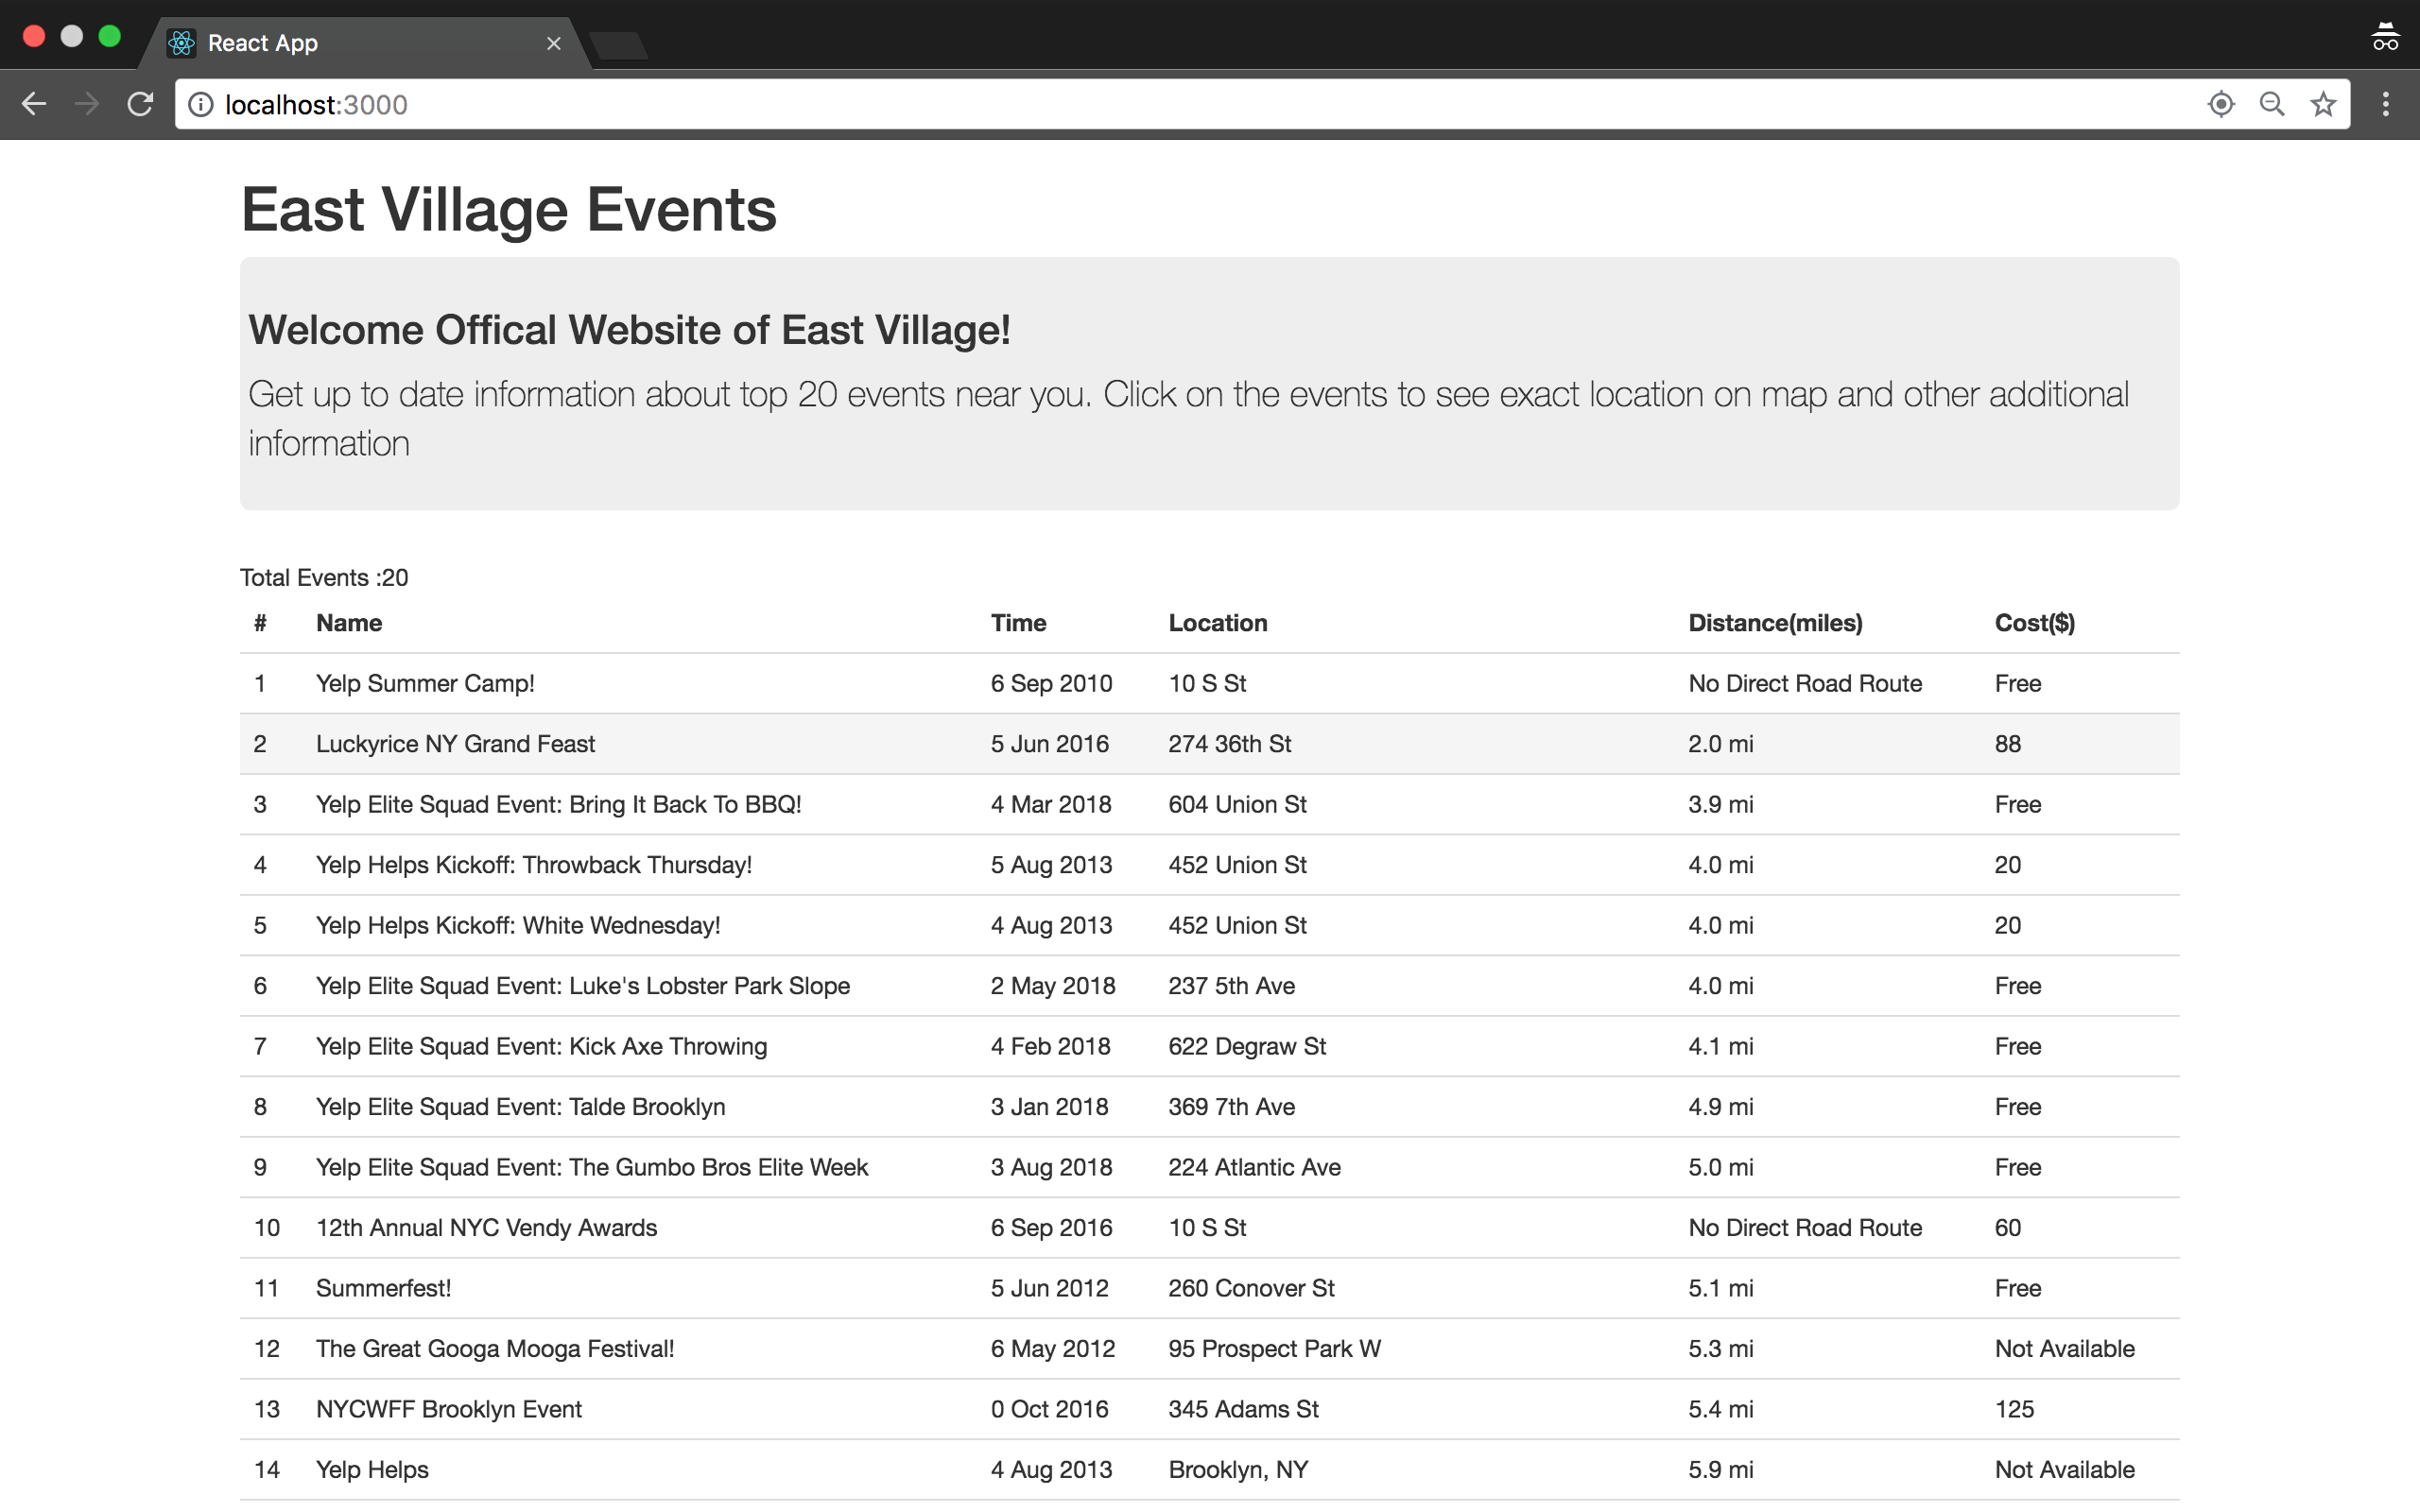 React App
localhost:3000
East Village Events
Welcome Offical Website of East Village!
Get up to date information about top 20 events near you. Click on the events to see exact location on map and other additional
information
Total Events :20
# Name Time Location Distance(miles) Cost($)
1 Yelp Summer Camp! 6 Sep 2010 10 S St No Direct Road Route Free
2 Luckyrice NY Grand Feast 5 Jun 2016 274 36th St 2.0 mi 88
3 Yelp Elite Squad Event: Bring It Back To BBQ! 4 Mar 2018 604 Union St 3.9 mi Free
4 Yelp Helps Kickoff: Throwback Thursday! 5 Aug 2013 452 Union St 4.0 mi 20
5 Yelp Helps Kickoff: White Wednesday! 4 Aug 2013 452 Union St 4.0 mi 20
6 Yelp Elite Squad Event: Luke's Lobster Park Slope 2 May 2018 237 5th Ave 4.0 mi Free
7 Yelp Elite Squad Event: Kick Axe Throwing 4 Feb 2018 622 Degraw St 4.1 mi Free
8 Yelp Elite Squad Event: Talde Brooklyn 3 Jan 2018 369 7th Ave 4.9 mi Free
9 Yelp Elite Squad Event: The Gumbo Bros Elite Week 3 Aug 2018 224 Atlantic Ave 5.0 mi Free
10 12th Annual NYC Vendy Awards 6 Sep 2016 10 S St No Direct Road Route 60
11 Summerfest! 5 Jun 2012 260 Conover St 5.1 mi Free
12 The Great Googa Mooga Festival! 6 May 2012 95 Prospect Park W 5.3 mi Not Available
13 NYCWFF Brooklyn Event 0 Oct 2016 345 Adams St 5.4 mi 125
14 Yelp Helps 4 Aug 2013 Brooklyn, NY 5.9 mi Not Available